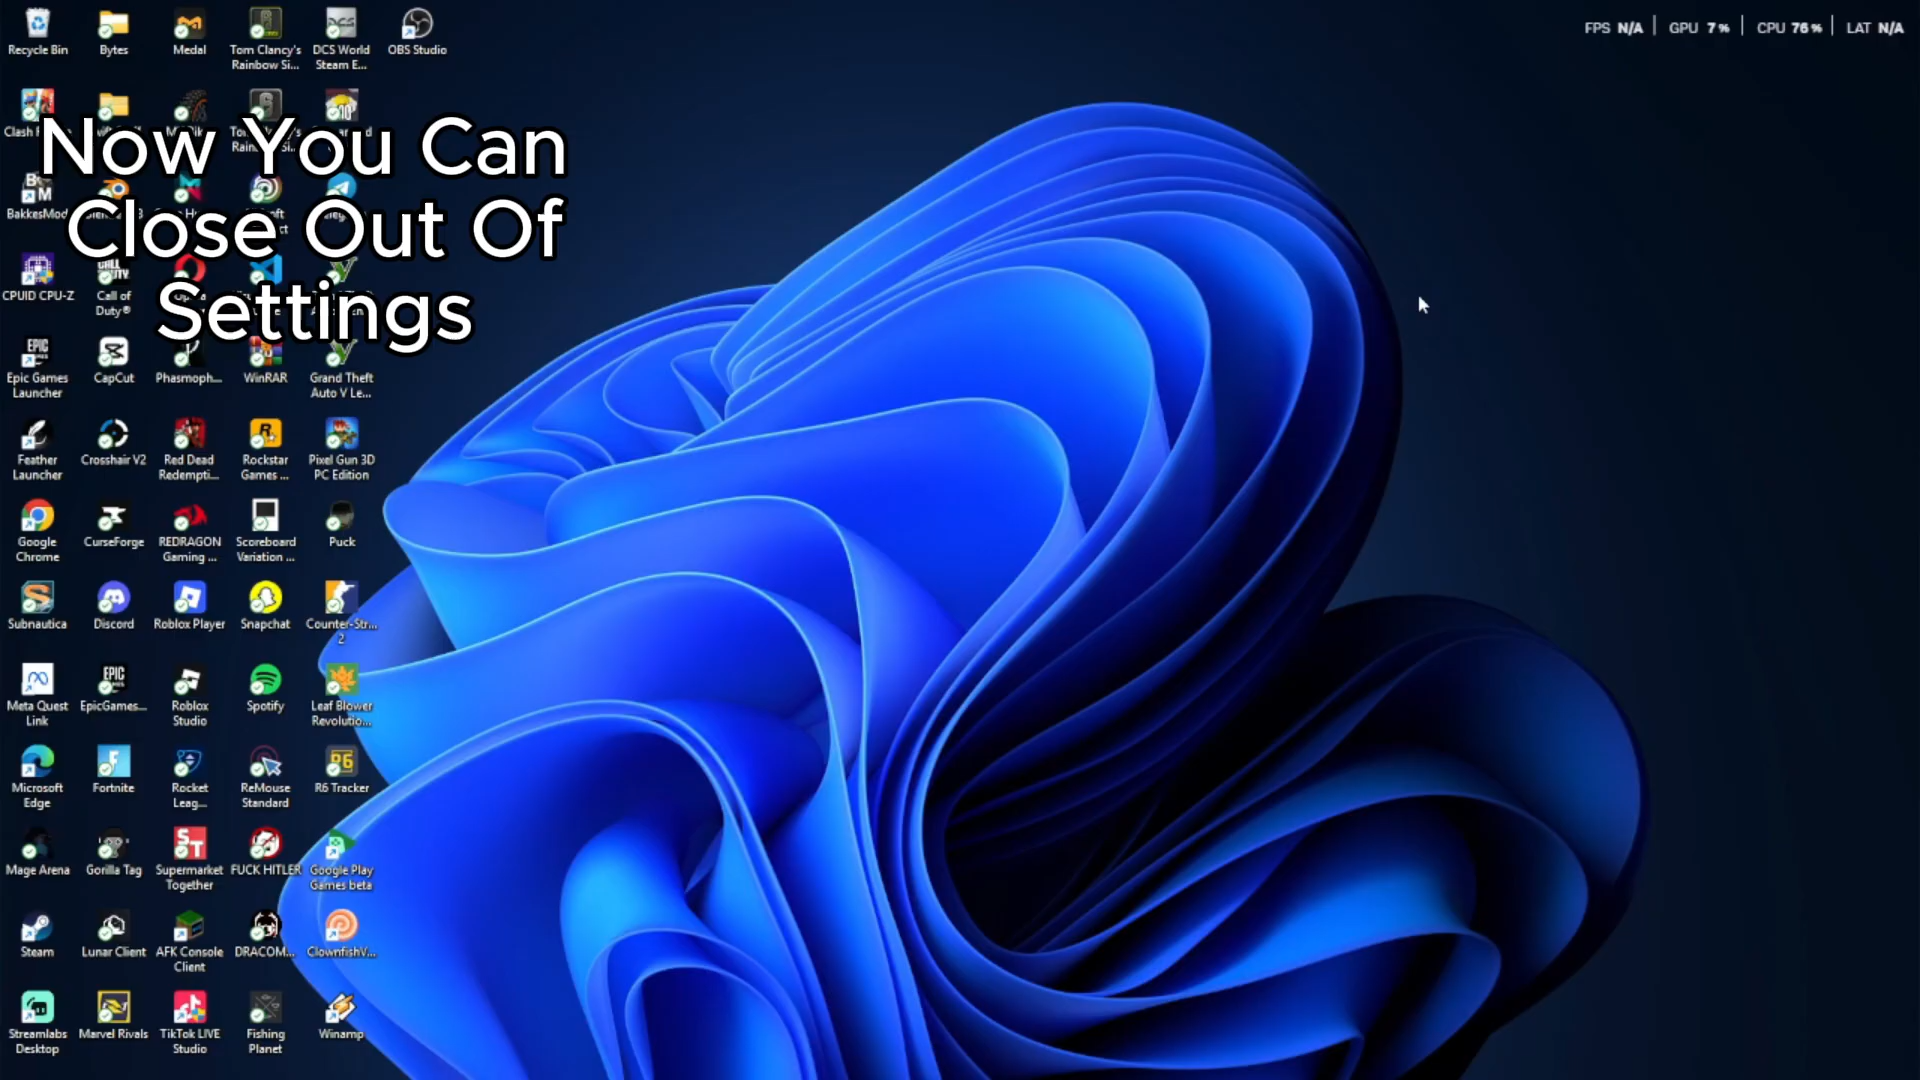 FPS N/A | GPU 7% | CPU 76% | LAT N/A
Now You Can
Close Out Of
Settings
Recycle Bin
Bytes
Medal
Tom Clancy's
Rainbow Si...
DCS World
Steam E...
OBS Studio
BakkesMod
CPUID CPU-Z
Call of
Duty®
Epic Games
Launcher
CapCut
Phasmoph...
WinRAR
Grand Theft
Auto V Le...
Feather
Launcher
Crosshair V2
Red Dead
Redempti...
Rockstar
Games ...
Pixel Gun 3D
PC Edition
Google
Chrome
CurseForge
REDRAGON
Gaming ...
Scoreboard
Variation ...
Puck
Subnautica
Discord
Roblox Player
Snapchat
Counter-Str...
2
Meta Quest
Link
EpicGames...
Roblox
Studio
Spotify
Leaf Blower
Revolutio...
Microsoft
Edge
Fortnite
Rocket
Leag...
ReMouse
Standard
R6 Tracker
Mage Arena
Gorilla Tag
Supermarket
Together
FUCK HITLER
Google Play
Games beta
Steam
Lunar Client
AFK Console
Client
DRACOM...
ClownfishV...
Streamlabs
Desktop
Marvel Rivals
TikTok LIVE
Studio
Fishing
Planet
Winamp